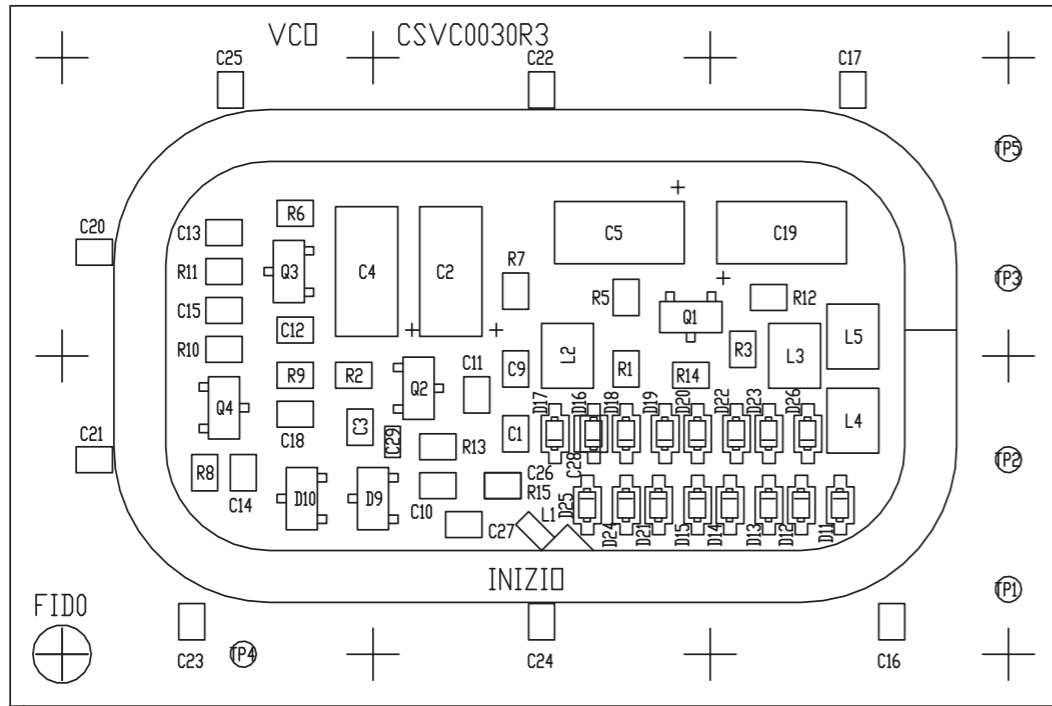 VCO CSVC0030R3
C25 C22 C17
TP5
C20 C13 R6 C5 C19
R11 Q3 C4 C2 R7 TP3
C15 R5 R12
C12 Q1
R10 L2 R3 L3 L5
R9 R2 Q2 C11 C9 R1 R14
Q4 D17 D16 D18 D19 D20 D22 D23 D26
C18 C3 C29 R13 C1 L4
C21 TP2
R8 C14 C28 C26
D10 D9 C10 R15
C27 L1 D25 D24 D21 D15 D14 D13 D12 D11
INIZIO
TP1
FIDO
C23 TP4 C24 C16